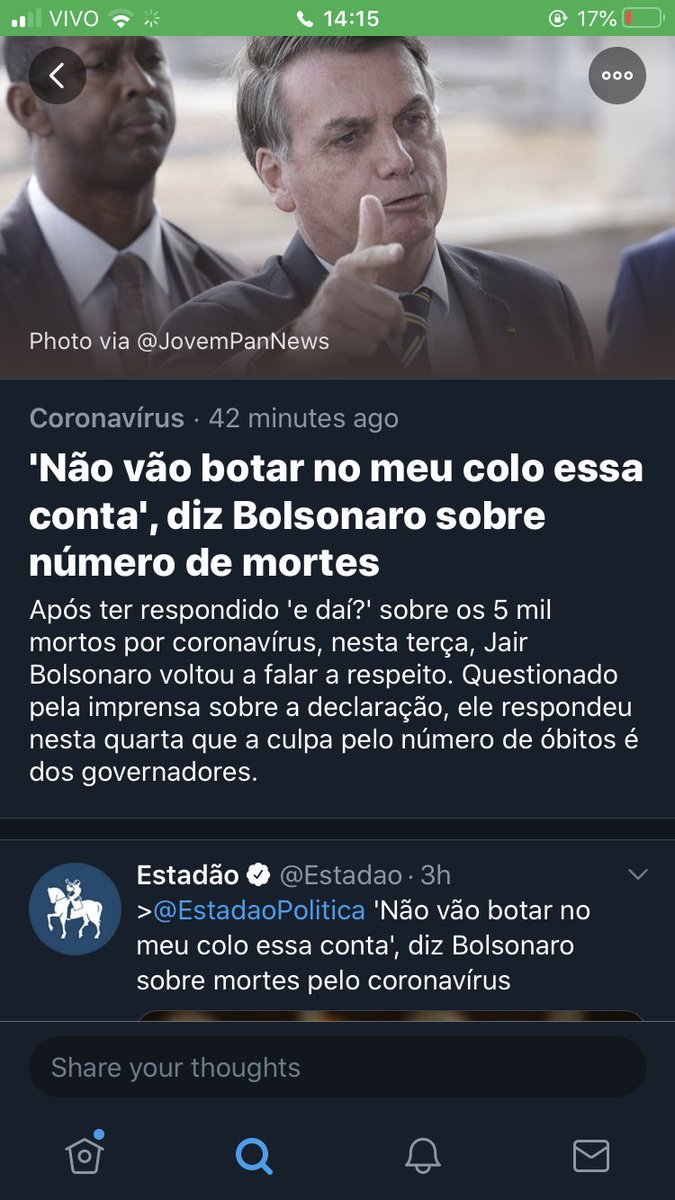 VIVO 14:15 17%
Photo via @JovemPanNews
Coronavírus · 42 minutes ago
'Não vão botar no meu colo essa
conta', diz Bolsonaro sobre
número de mortes
Após ter respondido 'e daí?' sobre os 5 mil
mortos por coronavírus, nesta terça, Jair
Bolsonaro voltou a falar a respeito. Questionado
pela imprensa sobre a declaração, ele respondeu
nesta quarta que a culpa pelo número de óbitos é
dos governadores.
Estadão @Estadao · 3h
>@EstadaoPolitica 'Não vão botar no
meu colo essa conta', diz Bolsonaro
sobre mortes pelo coronavírus
Share your thoughts